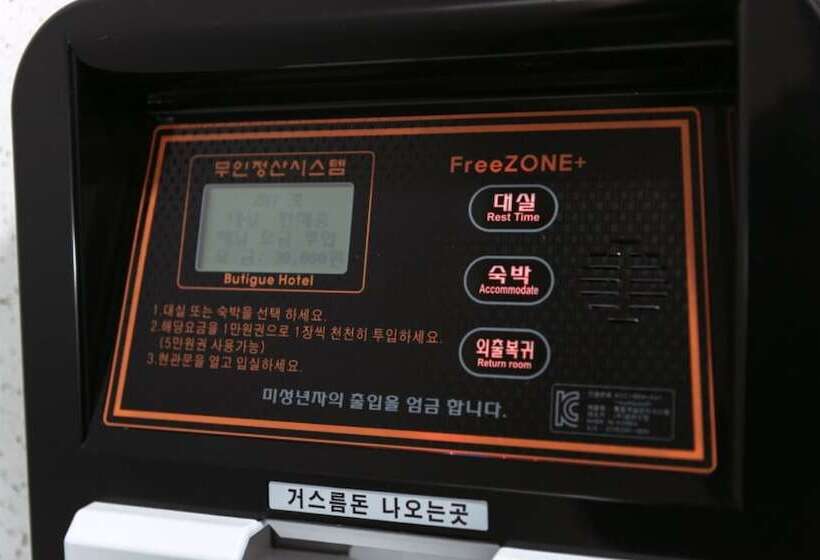 무인정산시스템
Butigue Hotel
FreeZONE+
대실
Rest Time
숙박
Accommodate
외출복귀
Return room
1.대실 또는 숙박을 선택 하세요.
2.해당요금을 1만원권으로 1장씩 천천히 투입하세요.
(5만원권 사용가능)
3.현관문을 열고 입실하세요.
미성년자의 출입을 엄금 합니다.
거스름돈 나오는곳